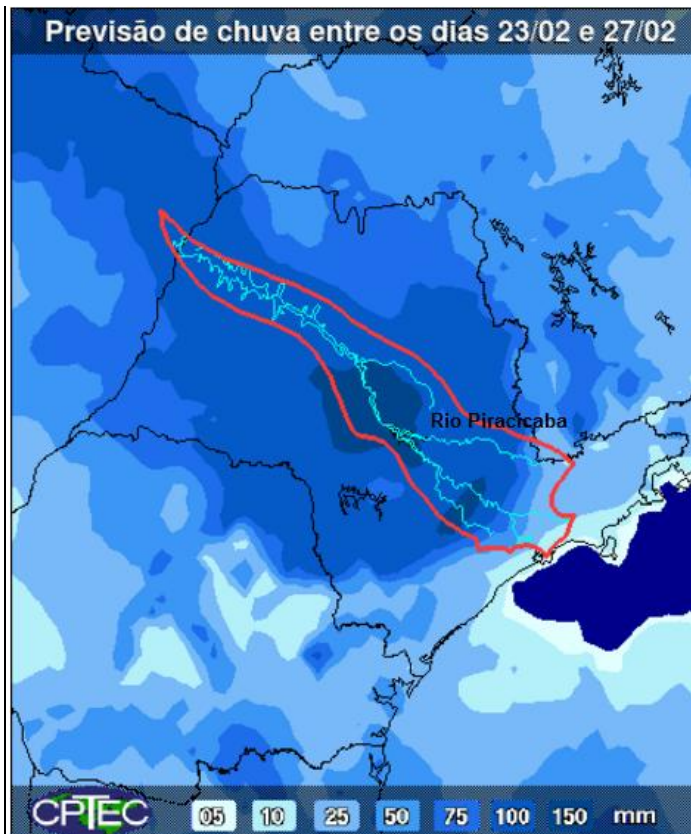 Previsão de chuva entre os dias 23/02 e 27/02
Rio Piracicaba
CPTEC 05 10 25 50 75 100 150 mm